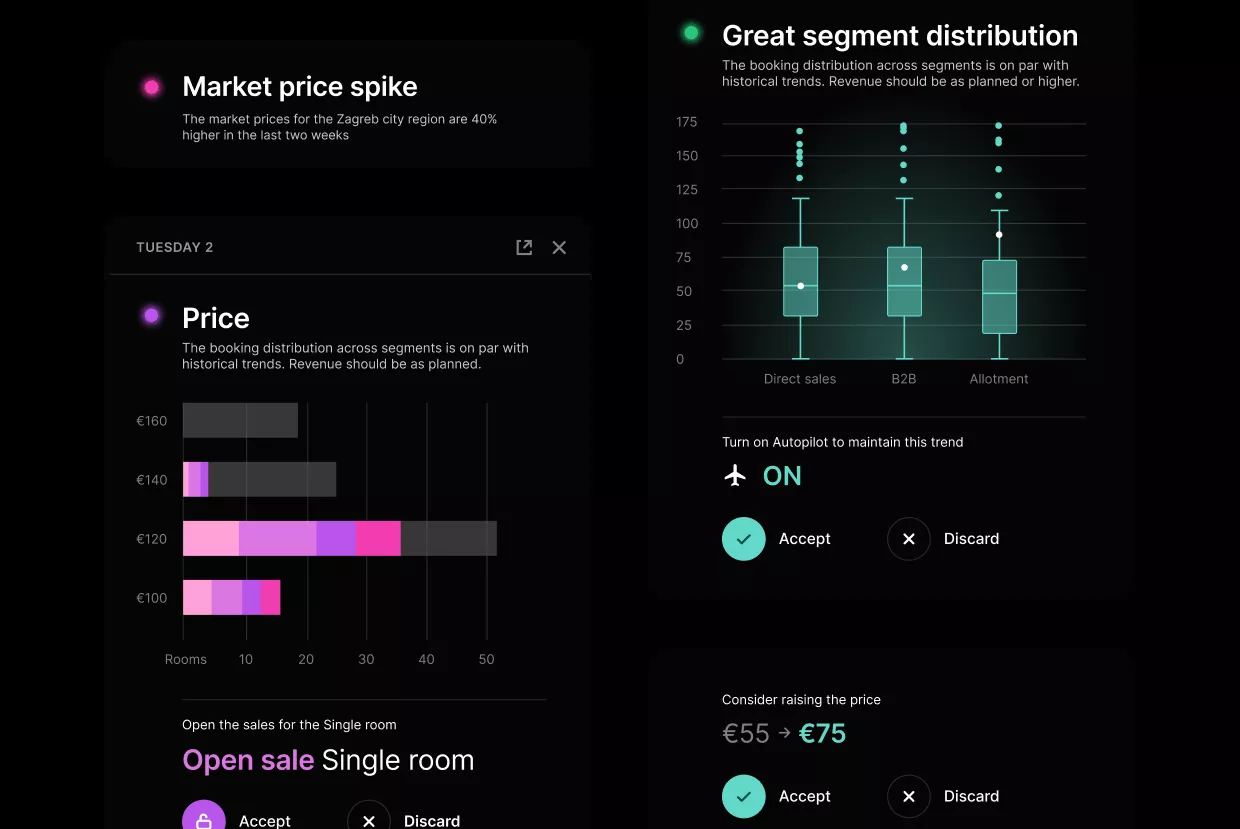 Market price spike
The market prices for the Zagreb city region are 40%
higher in the last two weeks
TUESDAY 2
Price
The booking distribution across segments is on par with
historical trends. Revenue should be as planned.
€160
€140
€120
€100
Rooms 10 20 30 40 50
Open the sales for the Single room
Open sale Single room
Accept Discard
Great segment distribution
The booking distribution across segments is on par with
historical trends. Revenue should be as planned or higher.
175
150
125
100
75
50
25
0
Direct sales B2B Allotment
Turn on Autopilot to maintain this trend
ON
Accept Discard
Consider raising the price
€55 → €75
Accept Discard